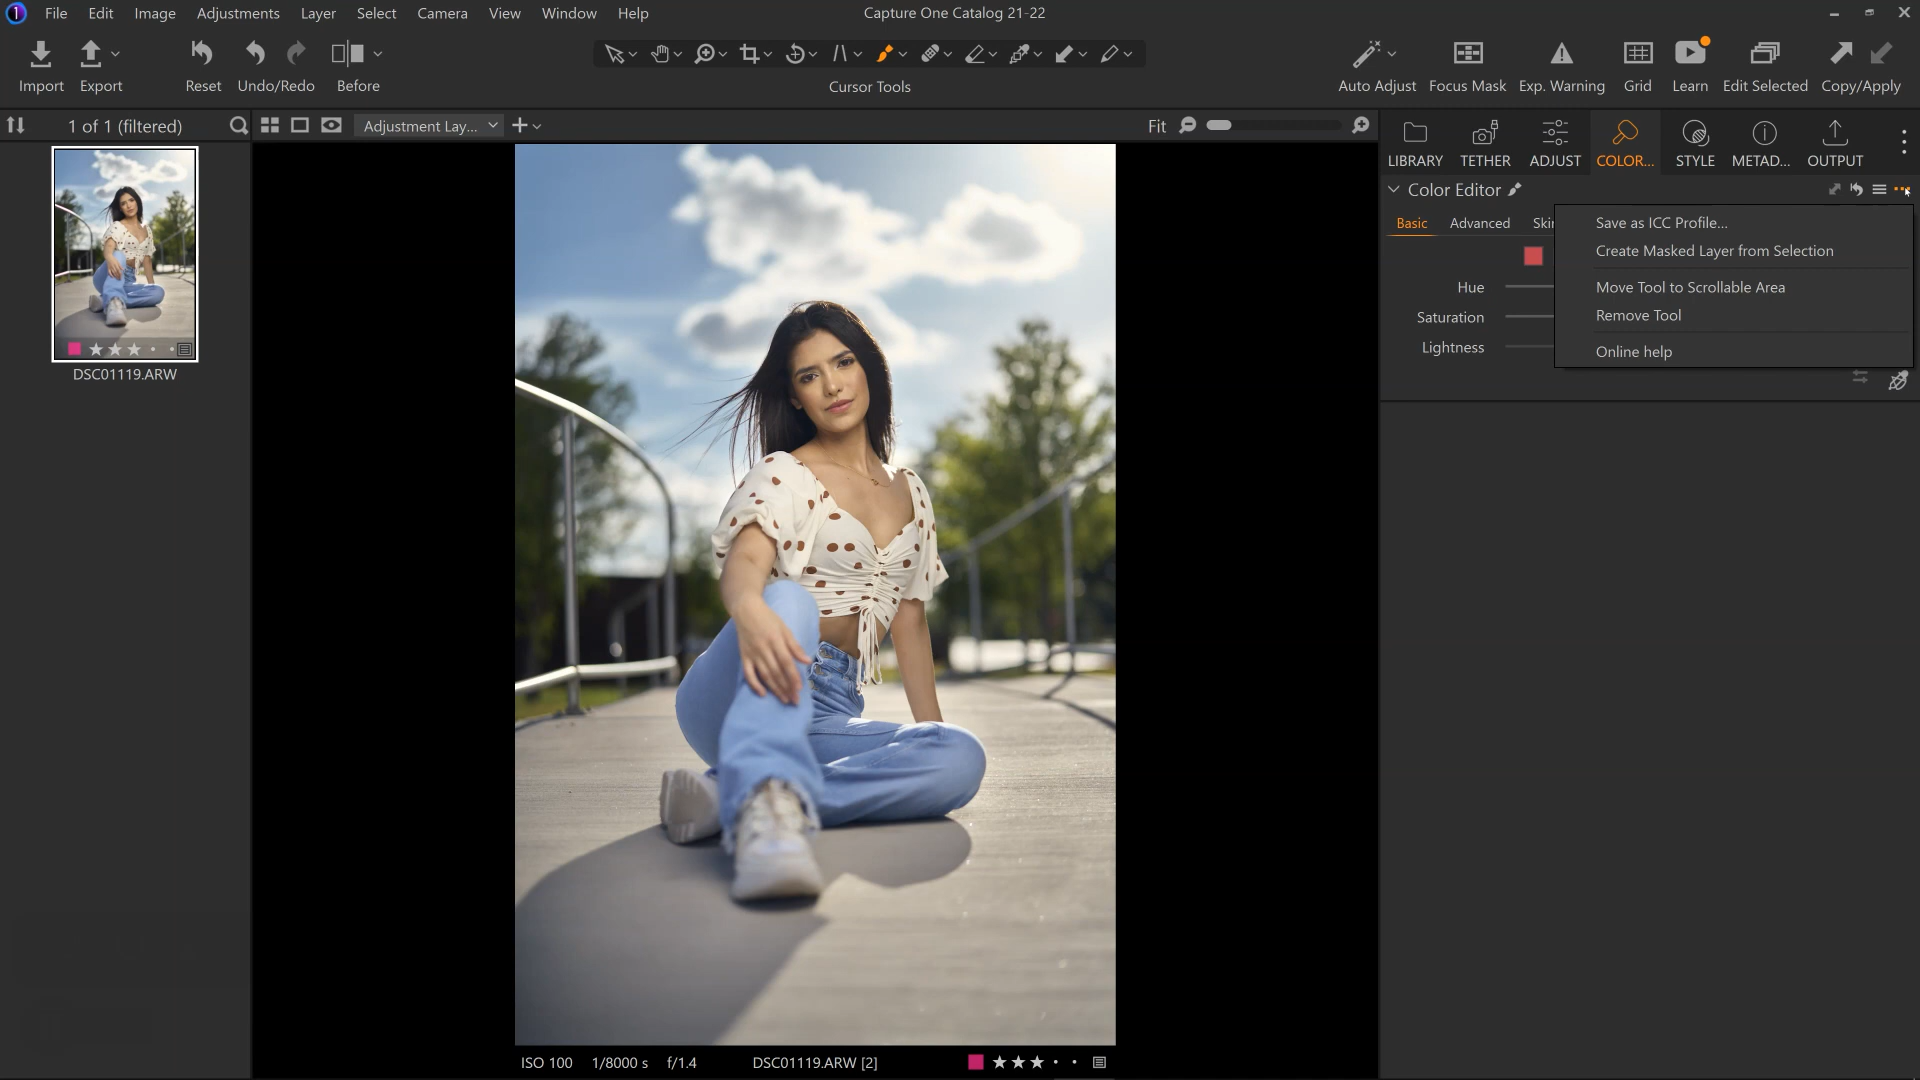 File Edit Image Adjustments Layer Select Camera View Window Help
Capture One Catalog 21-22
Import Export Reset Undo/Redo Before
Cursor Tools
Auto Adjust Focus Mask Exp. Warning Grid Learn Edit Selected Copy/Apply
1 of 1 (filtered)
Adjustment Lay...
Fit
LIBRARY TETHER ADJUST COLOR... STYLE METAD... OUTPUT
Color Editor
Basic Advanced Skin
Hue
Saturation
Lightness
Save as ICC Profile...
Create Masked Layer from Selection
Move Tool to Scrollable Area
Remove Tool
Online help
DSC01119.ARW
ISO 100 1/8000 s f/1.4 DSC01119.ARW [2]